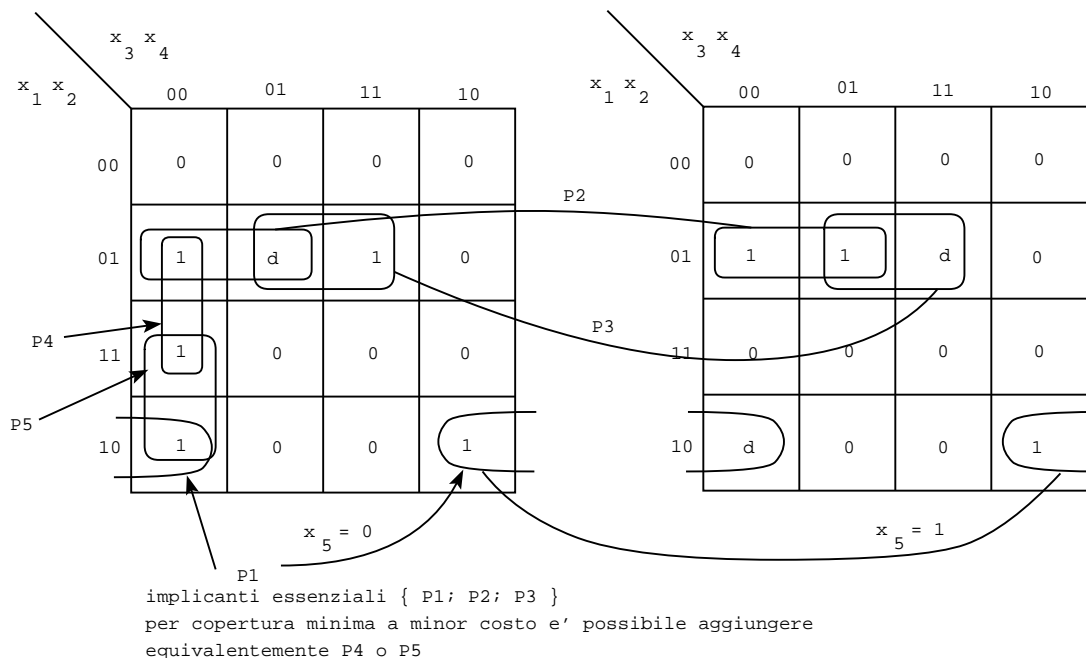 x3 x4 x3 x4
x1 x2 00 01 11 10 x1 x2 00 01 11 10
00 0 0 0 0 00 0 0 0 0
P2
01 1 d 1 0 01 1 1 d 0
P4 P3
11 1 0 0 0 11 0 0 0 0
P5
10 1 0 0 1 10 d 0 0 1
x5 = 0 x5 = 1
P1
implicanti essenziali { P1; P2; P3 }
per copertura minima a minor costo e' possibile aggiungere
equivalentemente P4 o P5